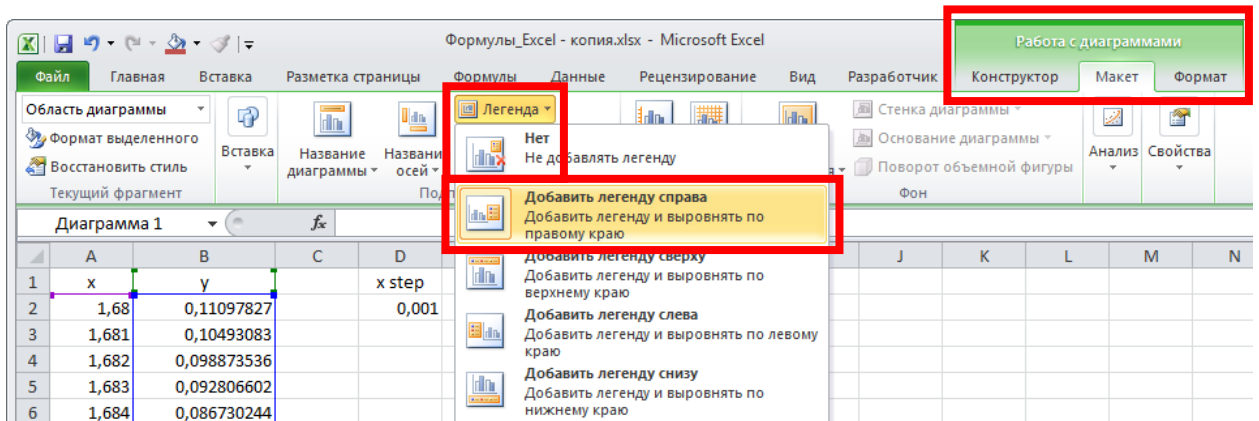 Формулы_Excel - копия.xlsx - Microsoft Excel
Работа с диаграммами
Файл Главная Вставка Разметка страницы Формулы Данные Рецензирование Вид Разработчик Конструктор Макет Формат
Область диаграммы
Формат выделенного
Восстановить стиль
Текущий фрагмент
Вставка
Название
диаграммы
Названи
осей
Легенда
Стенка диаграммы
Основание диаграммы
Поворот объемной фигуры
Фон
Анализ Свойства
Нет
Не добавлять легенду
Добавить легенду справа
Добавить легенду и выровнять по
правому краю
Добавить легенду сверху
Добавить легенду и выровнять по
верхнему краю
Добавить легенду слева
Добавить легенду и выровнять по левому
краю
Добавить легенду снизу
Добавить легенду и выровнять по
нижнему краю
Диаграмма 1 fx
A B C D J K L M N
1 x y x step
2 1,68 0,11097827 0,001
3 1,681 0,10493083
4 1,682 0,098873536
5 1,683 0,092806602
6 1,684 0,086730244